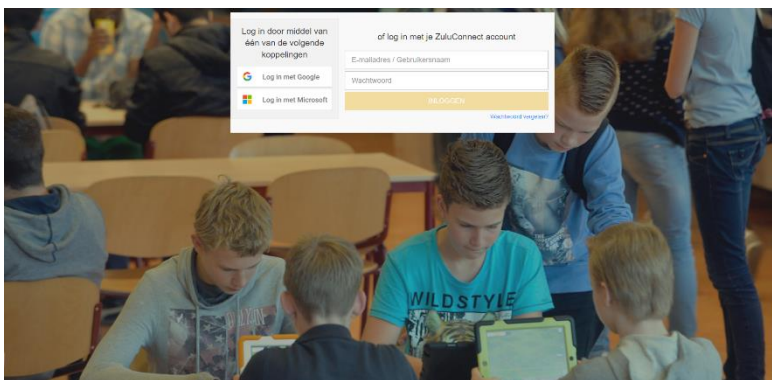 Log in door middel van
één van de volgende
koppelingen
Log in met Google
Log in met Microsoft
of log in met je ZuluConnect account
E-mailadres / Gebruikersnaam
Wachtwoord
INLOGGEN
Wachtwoord vergeten?
WILDSTYLE